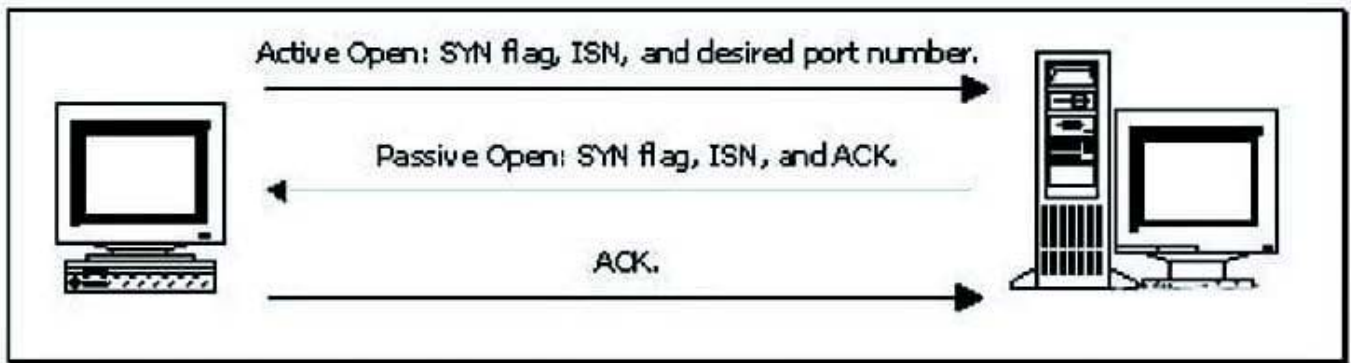 Active Open: SYN flag, ISN, and desired port number.
Passive Open: SYN flag, ISN, and ACK.
ACK.